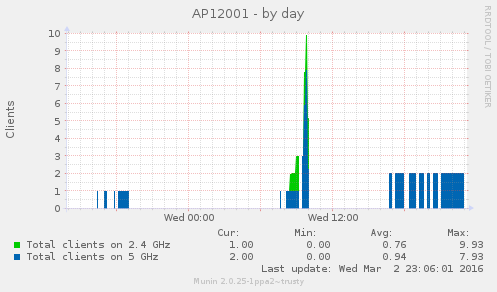 AP12001 - by day
RRDTOOL / TOBI OETIKER
Clients
10
9
8
7
6
5
4
3
2
1
0
Wed 00:00 Wed 12:00
Cur: Min: Avg: Max:
Total clients on 2.4 GHz 1.00 0.00 0.76 9.93
Total clients on 5 GHz 2.00 0.00 0.94 7.93
Last update: Wed Mar 2 23:06:01 2016
Munin 2.0.25-1ppa2~trusty